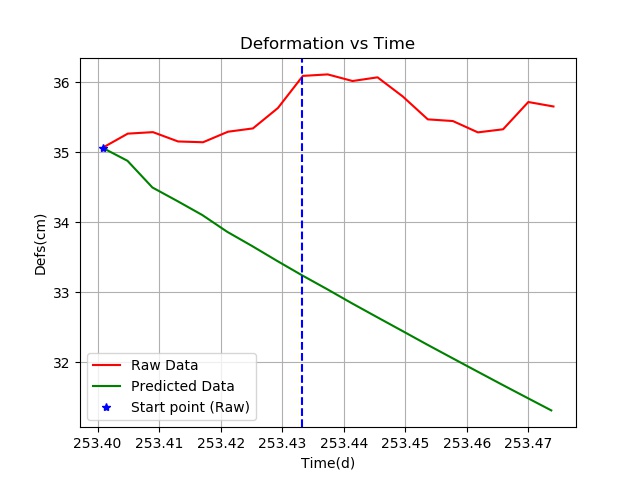 Deformation vs Time
Defs(cm)
36
35
34
33
32
Raw Data
Predicted Data
Start point (Raw)
253.40 253.41 253.42 253.43 253.44 253.45 253.46 253.47
Time(d)